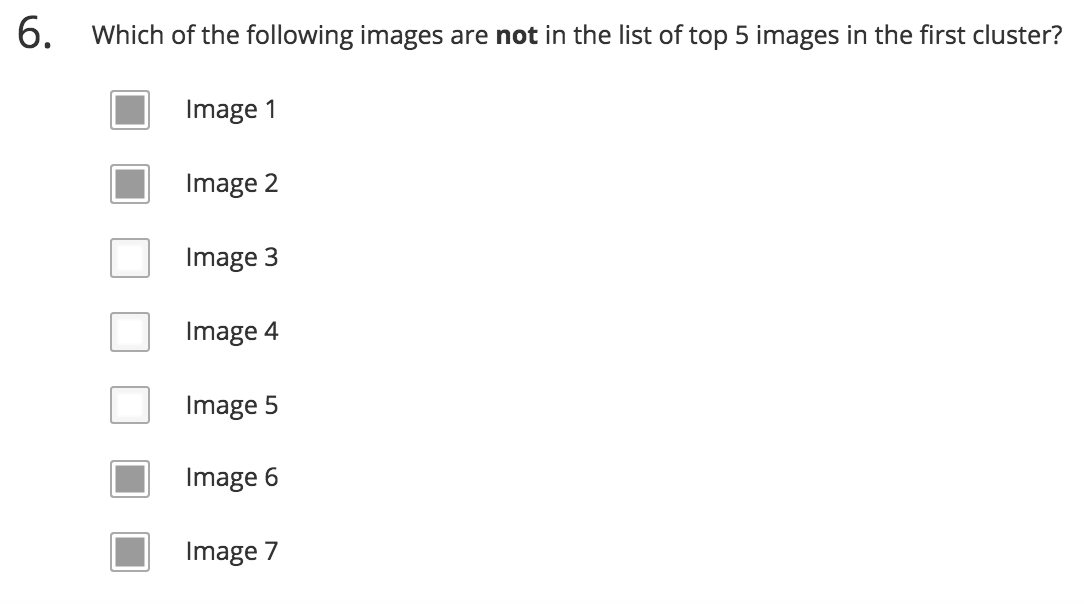 6. Which of the following images are not in the list of top 5 images in the first cluster?
Image 1
Image 2
Image 3
Image 4
Image 5
Image 6
Image 7